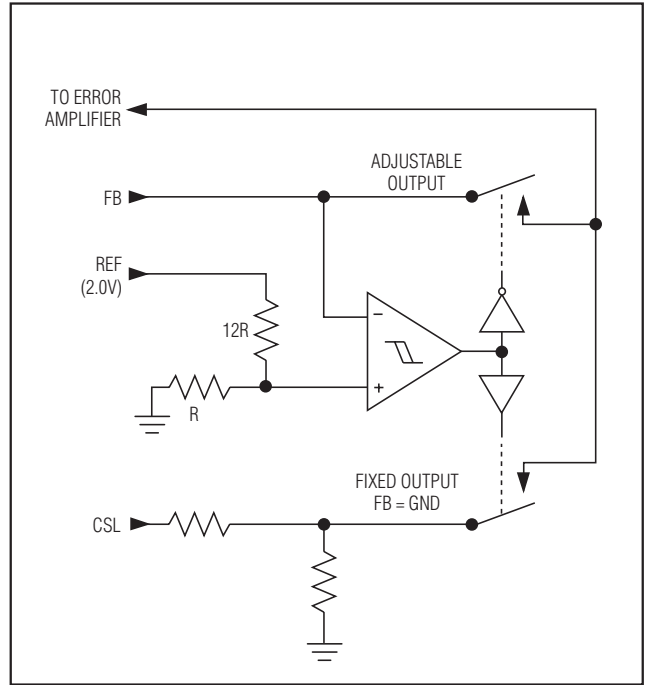 TO ERROR
AMPLIFIER
ADJUSTABLE
OUTPUT
FB
REF
(2.0V)
12R
−
+
R
FIXED OUTPUT
FB = GND
CSL